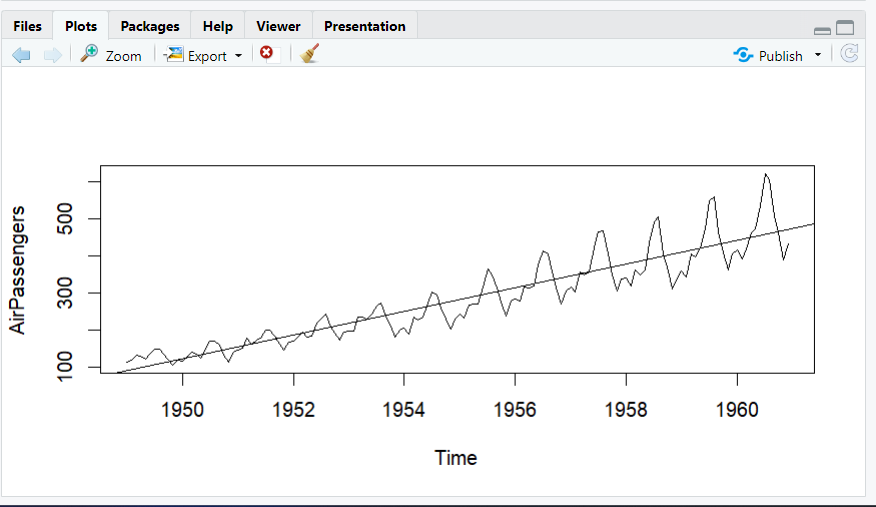 Files Plots Packages Help Viewer Presentation
Zoom Export Publish
AirPassengers
500
300
100
1950 1952 1954 1956 1958 1960
Time